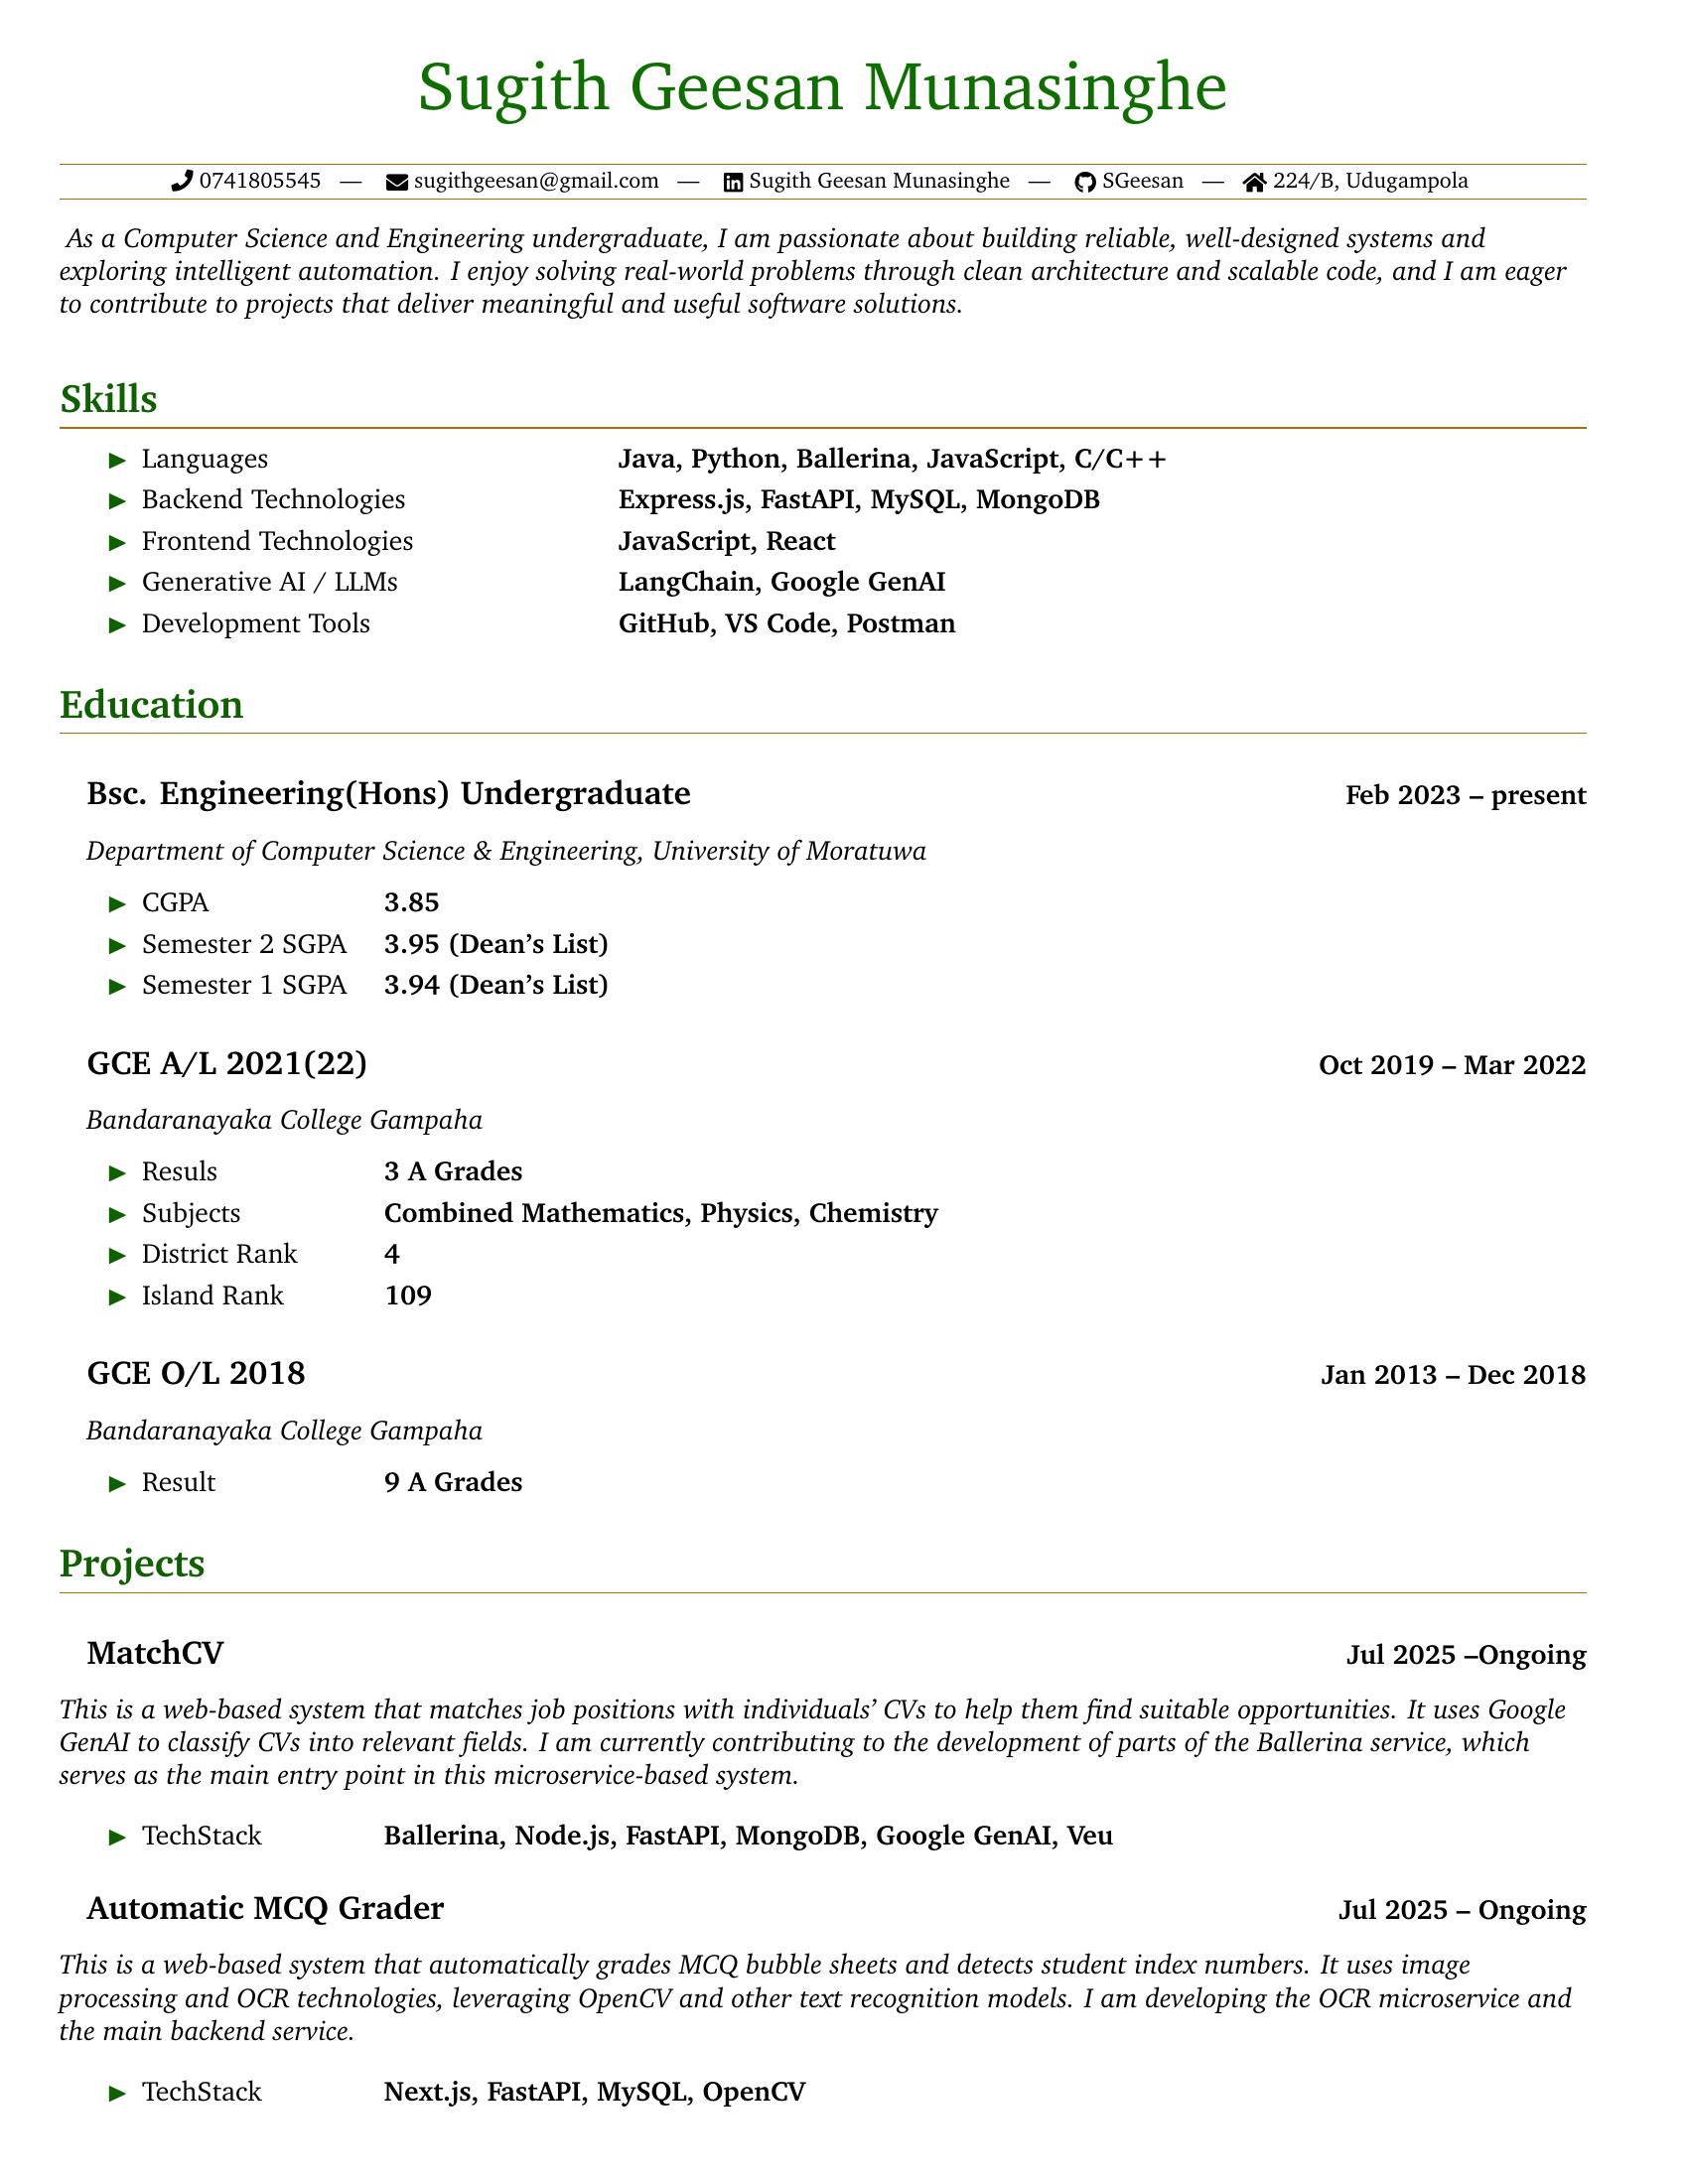 Sugith Geesan Munasinghe
0741805545 — sugithgeesan@gmail.com — Sugith Geesan Munasinghe — SGeesan — 224/B, Udugampola
As a Computer Science and Engineering undergraduate, I am passionate about building reliable, well-designed systems and
exploring intelligent automation. I enjoy solving real-world problems through clean architecture and scalable code, and I am eager
to contribute to projects that deliver meaningful and useful software solutions.
Skills
▶ Languages Java, Python, Ballerina, JavaScript, C/C++
▶ Backend Technologies Express.js, FastAPI, MySQL, MongoDB
▶ Frontend Technologies JavaScript, React
▶ Generative AI / LLMs LangChain, Google GenAI
▶ Development Tools GitHub, VS Code, Postman
Education
Bsc. Engineering(Hons) Undergraduate Feb 2023 – present
Department of Computer Science & Engineering, University of Moratuwa
▶ CGPA 3.85
▶ Semester 2 SGPA 3.95 (Dean’s List)
▶ Semester 1 SGPA 3.94 (Dean’s List)
GCE A/L 2021(22) Oct 2019 – Mar 2022
Bandaranayaka College Gampaha
▶ Resuls 3 A Grades
▶ Subjects Combined Mathematics, Physics, Chemistry
▶ District Rank 4
▶ Island Rank 109
GCE O/L 2018 Jan 2013 – Dec 2018
Bandaranayaka College Gampaha
▶ Result 9 A Grades
Projects
MatchCV Jul 2025 –Ongoing
This is a web-based system that matches job positions with individuals’ CVs to help them find suitable opportunities. It uses Google
GenAI to classify CVs into relevant fields. I am currently contributing to the development of parts of the Ballerina service, which
serves as the main entry point in this microservice-based system.
▶ TechStack Ballerina, Node.js, FastAPI, MongoDB, Google GenAI, Veu
Automatic MCQ Grader Jul 2025 – Ongoing
This is a web-based system that automatically grades MCQ bubble sheets and detects student index numbers. It uses image
processing and OCR technologies, leveraging OpenCV and other text recognition models. I am developing the OCR microservice and
the main backend service.
▶ TechStack Next.js, FastAPI, MySQL, OpenCV